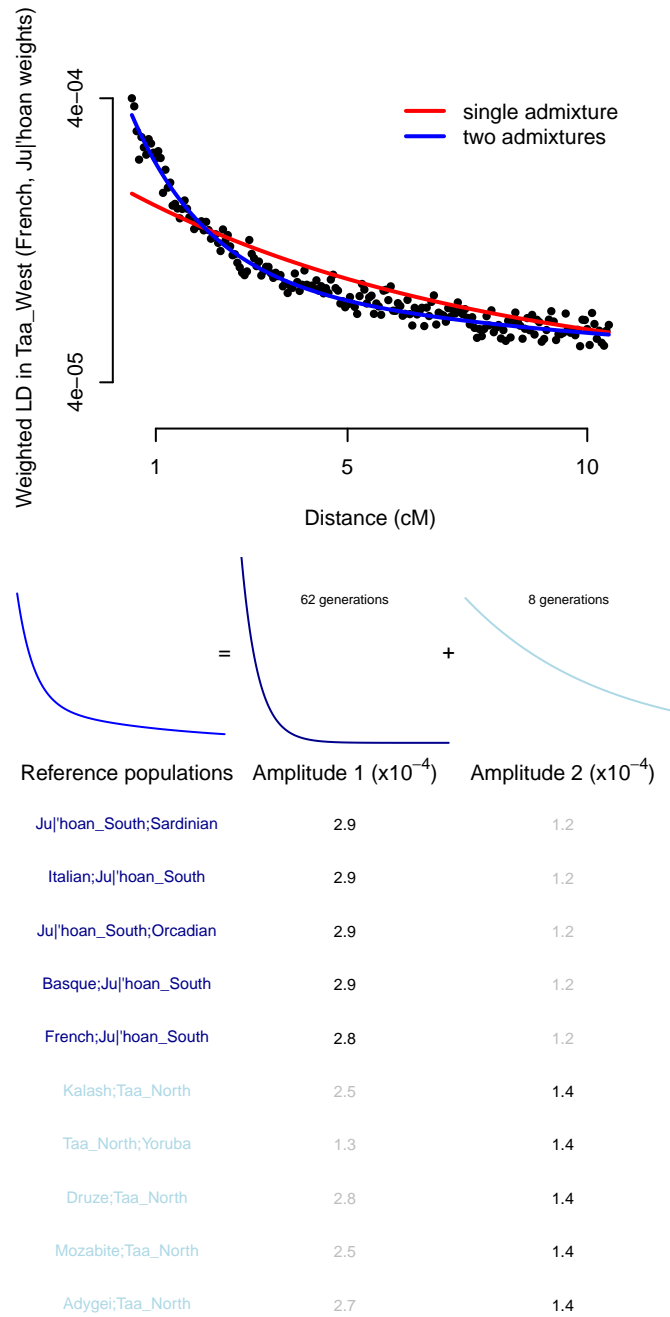 Weighted LD in Taa_West (French, Ju|'hoan weights)
4e-04
4e-05
single admixture
two admixtures
1 5 10
Distance (cM)
62 generations 8 generations
= +
Reference populations Amplitude 1 (x10⁻⁴) Amplitude 2 (x10⁻⁴)
Ju|'hoan_South;Sardinian 2.9 1.2
Italian;Ju|'hoan_South 2.9 1.2
Ju|'hoan_South;Orcadian 2.9 1.2
Basque;Ju|'hoan_South 2.9 1.2
French;Ju|'hoan_South 2.8 1.2
Kalash;Taa_North 2.5 1.4
Taa_North;Yoruba 1.3 1.4
Druze;Taa_North 2.8 1.4
Mozabite;Taa_North 2.5 1.4
Adygei;Taa_North 2.7 1.4